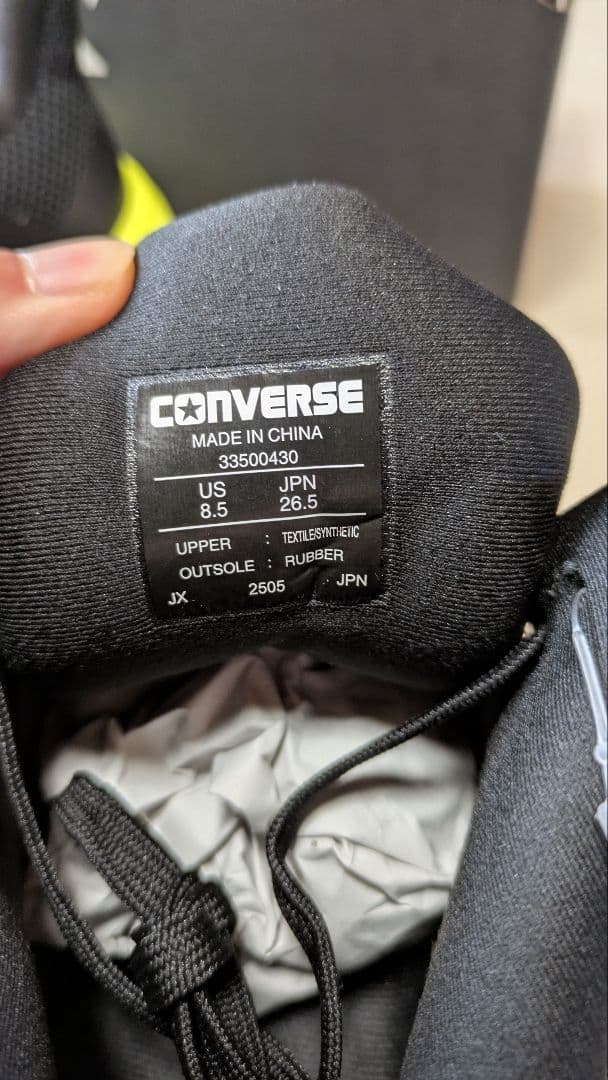 CONVERSE
MADE IN CHINA
33500430
US JPN
8.5 26.5
UPPER : TEXTILE/SYNTHETIC
OUTSOLE : RUBBER
JX 2505 JPN